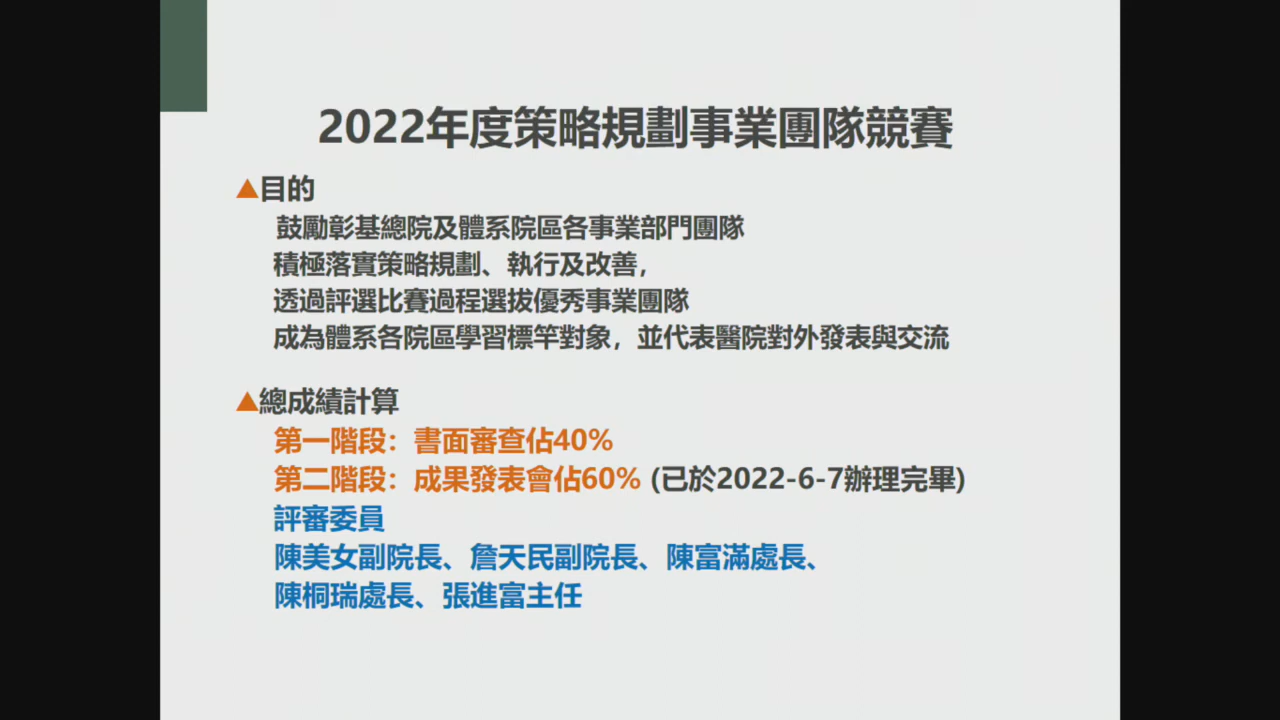 2022年度策略規劃事業團隊競賽
▲目的
鼓勵彰基總院及體系院區各事業部門團隊
積極落實策略規劃、執行及改善，
透過評選比賽過程選拔優秀事業團隊
成為體系各院區學習標竿對象，並代表醫院對外發表與交流
▲總成績計算
第一階段：書面審查佔40%
第二階段：成果發表會佔60% (已於2022-6-7辦理完畢)
評審委員
陳美女副院長、詹天民副院長、陳富滿處長、
陳桐瑞處長、張進富主任